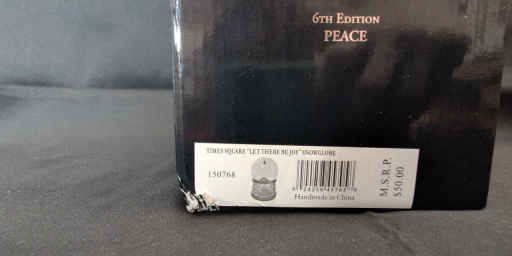 6TH EDITION
PEACE
TIMES SQUARE "LET THERE BE JOY" SNOWGLOBE
150768
Handmade in China
M.S.R.P.
$50.00